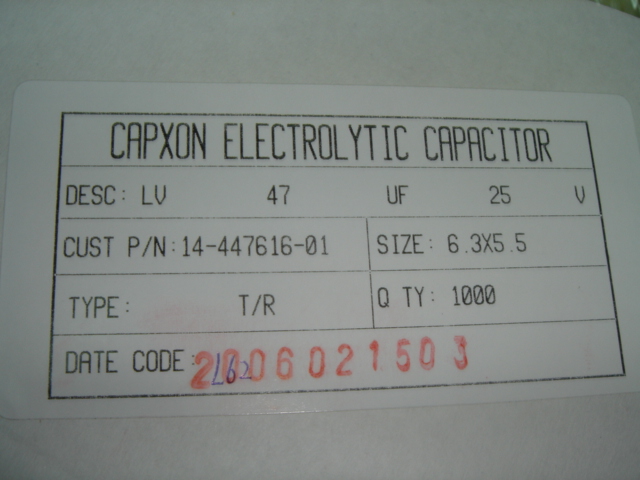 CAPXON ELECTROLYTIC CAPACITOR
DESC: LV 47 UF 25 V
CUST P/N: 14-447616-01 SIZE: 6.3X5.5
TYPE: T/R Q TY: 1000
DATE CODE: 2006021503
L62